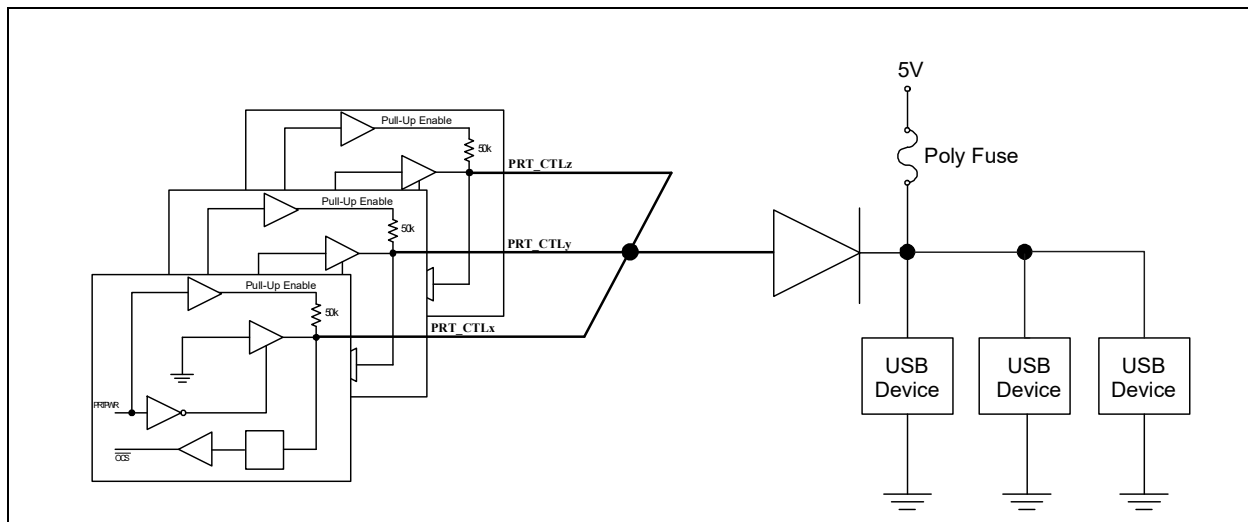 5V
Poly Fuse
Pull-Up Enable
50k
PRT_CTLz
Pull-Up Enable
50k
PRT_CTLy
Pull-Up Enable
50k
PRT_CTLx
PRTPWR
OCS
USB
Device
USB
Device
USB
Device